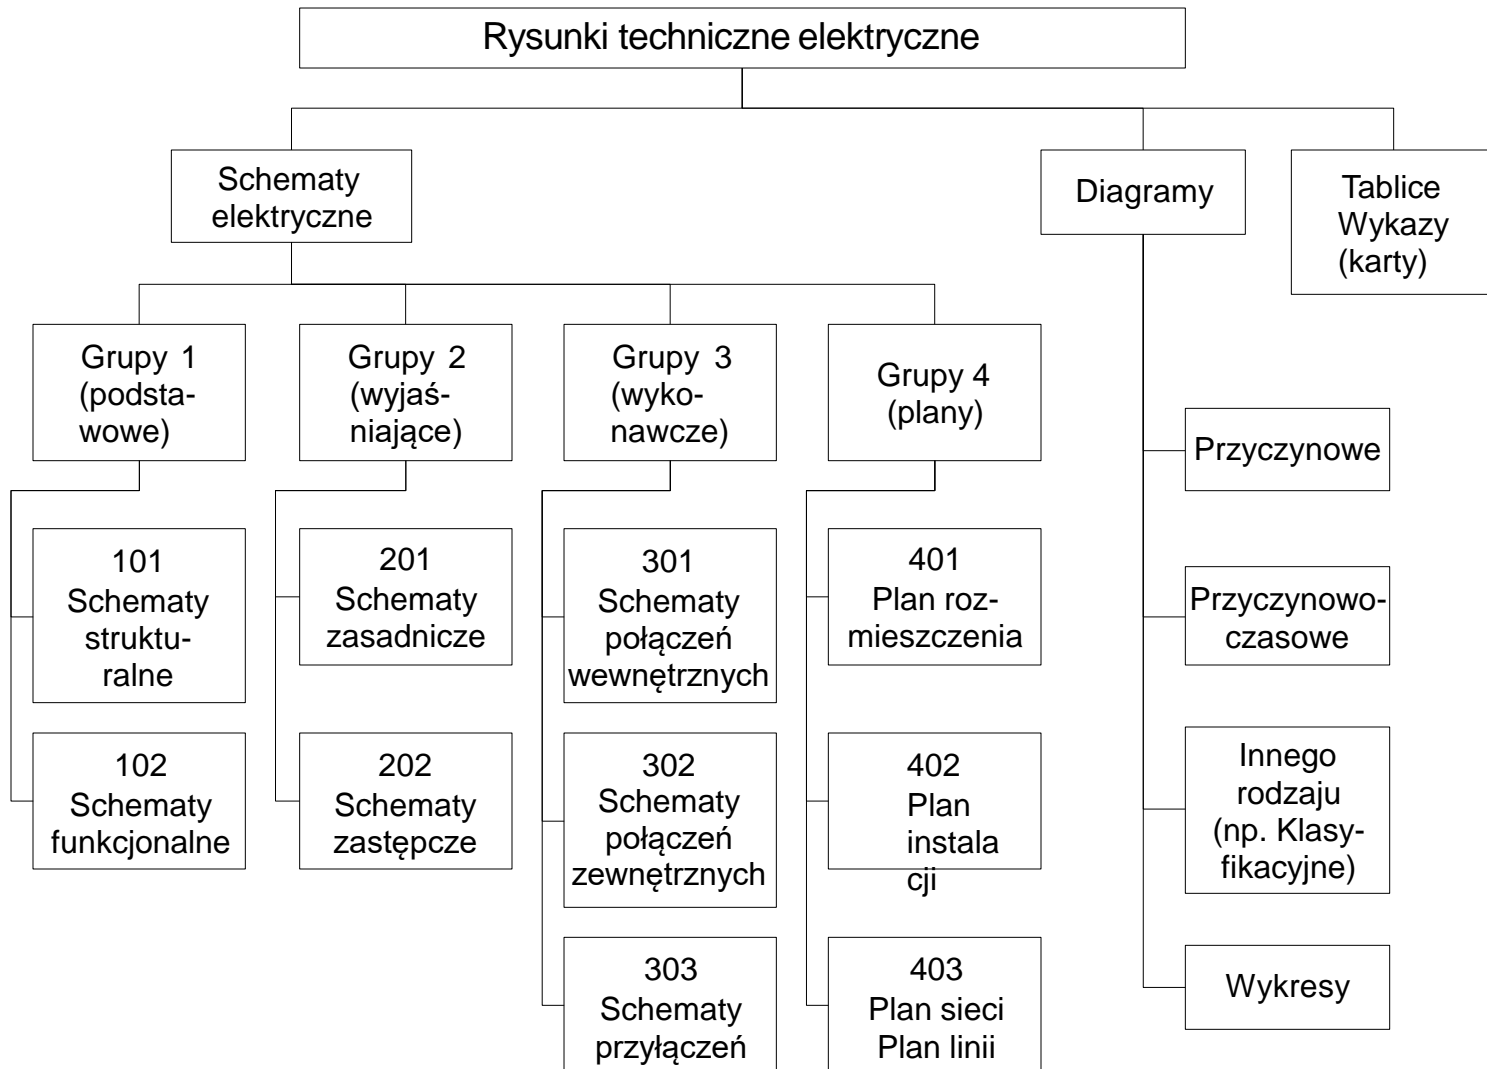 Rysunki techniczne elektryczne
Schematy
elektryczne
Diagramy
Tablice
Wykazy
(karty)
Grupy 1
(podsta-
wowe)
Grupy 2
(wyjaś-
niające)
Grupy 3
(wyko-
nawcze)
Grupy 4
(plany)
101
Schematy
struktu-
ralne
102
Schematy
funkcjonalne
201
Schematy
zasadnicze
202
Schematy
zastępcze
301
Schematy
połączeń
wewnętrznych
302
Schematy
połączeń
zewnętrznych
303
Schematy
przyłączeń
401
Plan roz-
mieszczenia
402
Plan
instala
cji
403
Plan sieci
Plan linii
Przyczynowe
Przyczynowo-
czasowe
Innego
rodzaju
(np. Klasy-
fikacyjne)
Wykresy